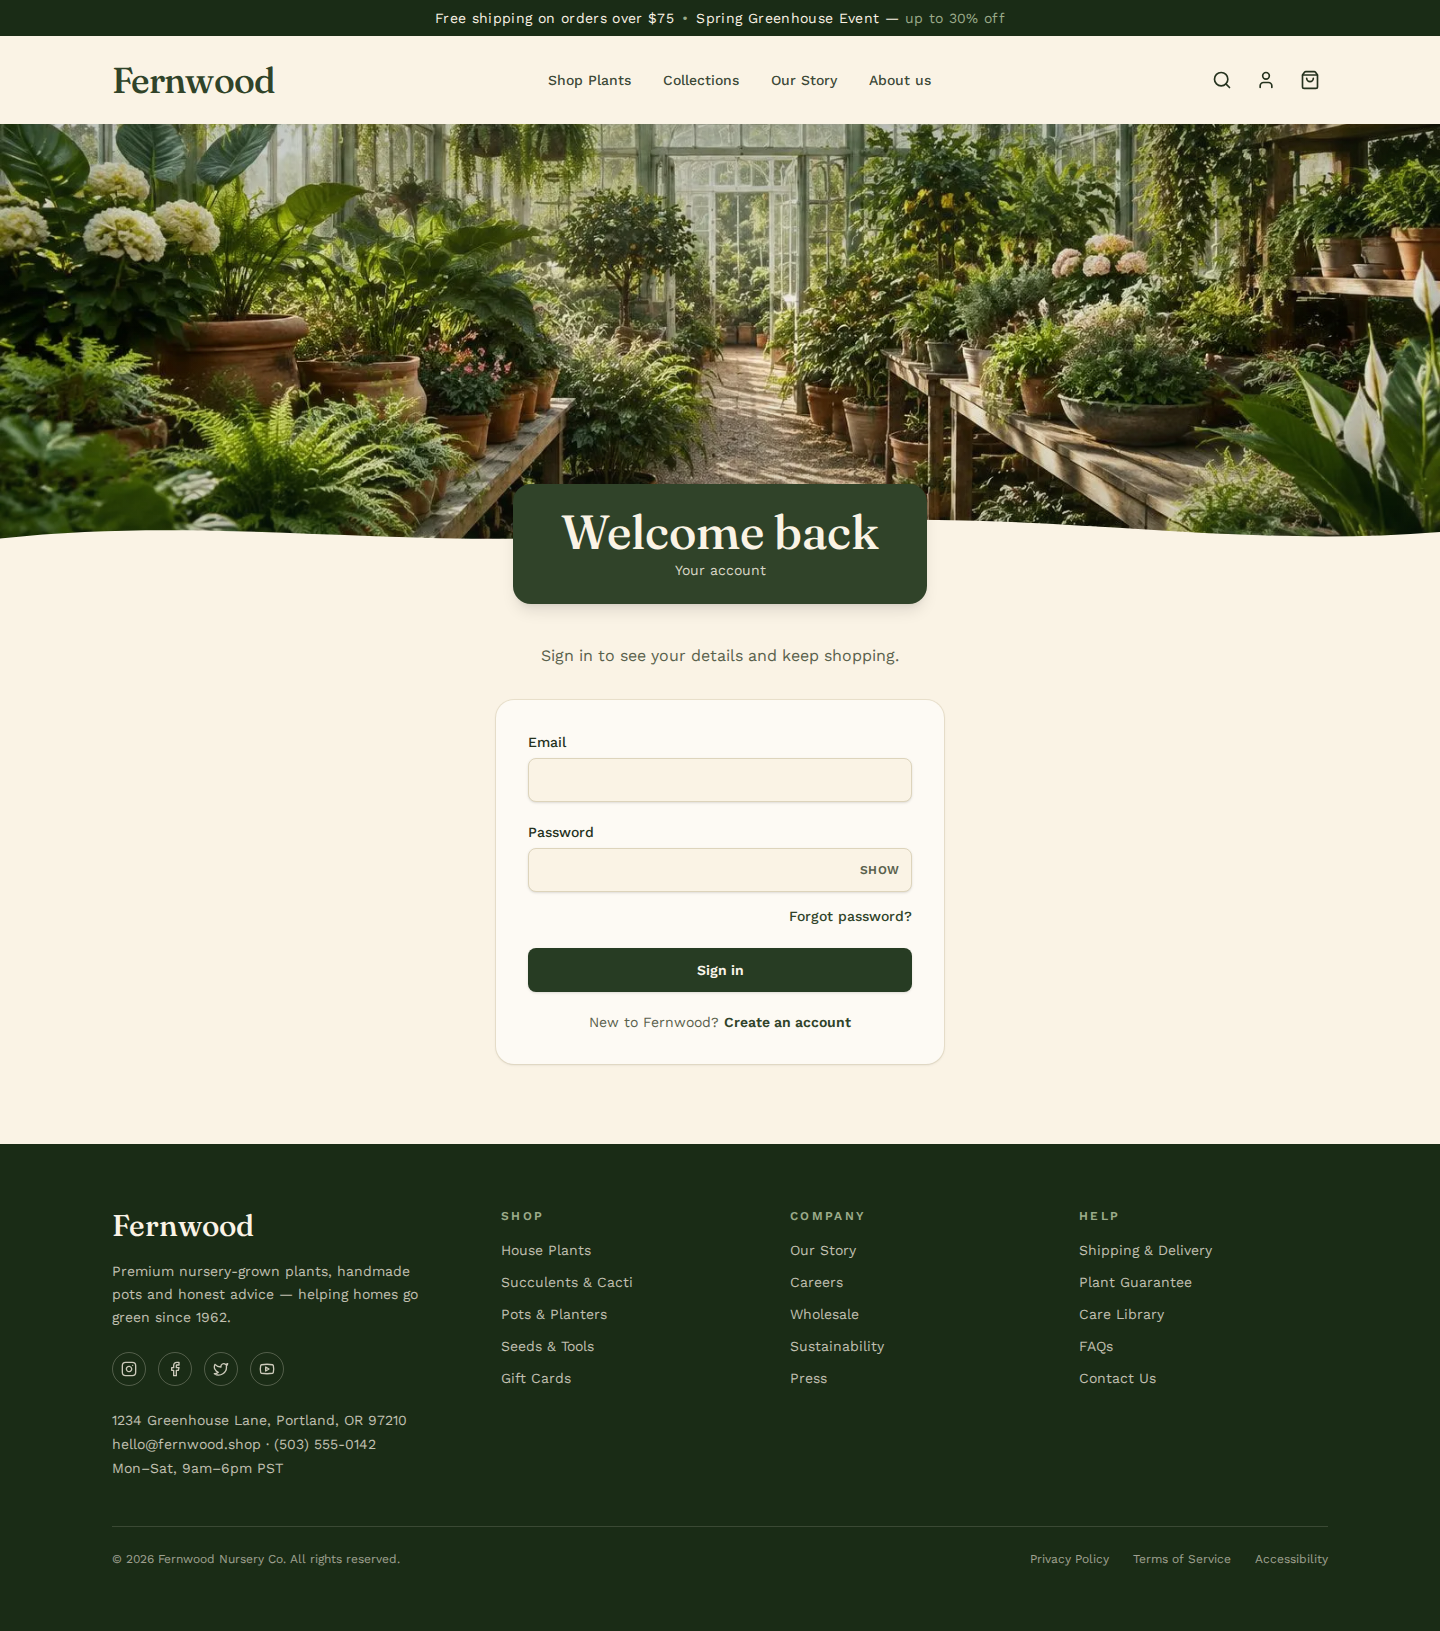 Free shipping on orders over $75 • Spring Greenhouse Event — up to 30% off
Fernwood
Shop Plants
Collections
Our Story
About us
Welcome back
Your account
Sign in to see your details and keep shopping.
Email
Password
SHOW
Forgot password?
Sign in
New to Fernwood? Create an account
Fernwood
Premium nursery-grown plants, handmade
pots and honest advice — helping homes go
green since 1962.
1234 Greenhouse Lane, Portland, OR 97210
hello@fernwood.shop · (503) 555-0142
Mon–Sat, 9am–6pm PST
SHOP
House Plants
Succulents & Cacti
Pots & Planters
Seeds & Tools
Gift Cards
COMPANY
Our Story
Careers
Wholesale
Sustainability
Press
HELP
Shipping & Delivery
Plant Guarantee
Care Library
FAQs
Contact Us
© 2026 Fernwood Nursery Co. All rights reserved.
Privacy Policy
Terms of Service
Accessibility